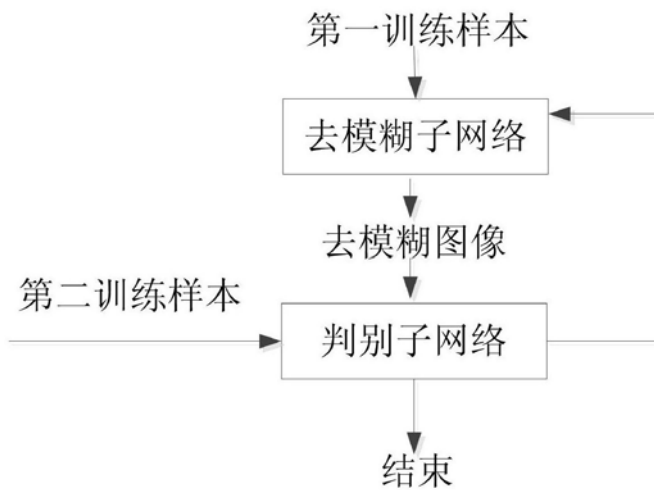 第一训练样本
去模糊子网络
去模糊图像
第二训练样本
判别子网络
结束